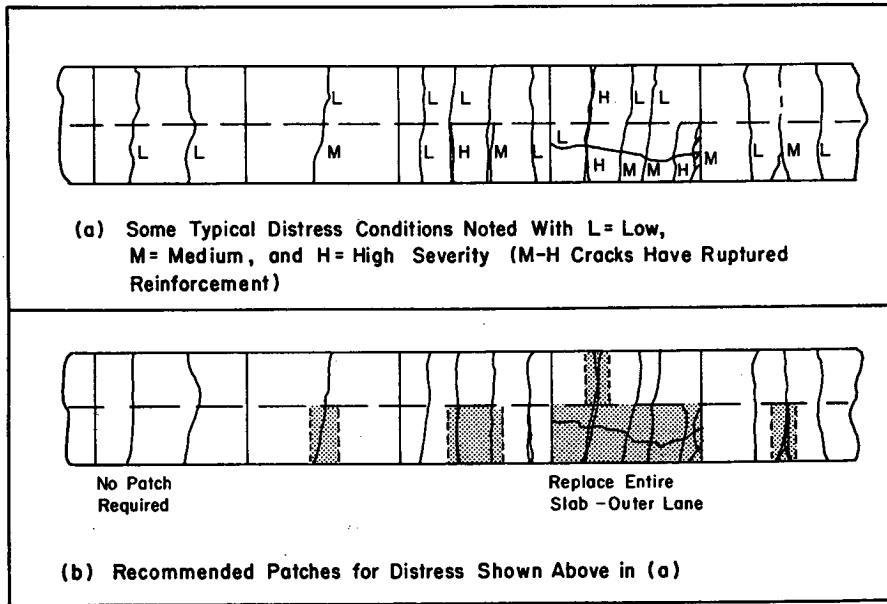 L L L L H L L
L L M L H M L L H M M H M L M L
(a) Some Typical Distress Conditions Noted With L= Low,
M= Medium, and H= High Severity (M-H Cracks Have Ruptured
Reinforcement)
No Patch
Required
Replace Entire
Slab -Outer Lane
(b) Recommended Patches for Distress Shown Above in (a)